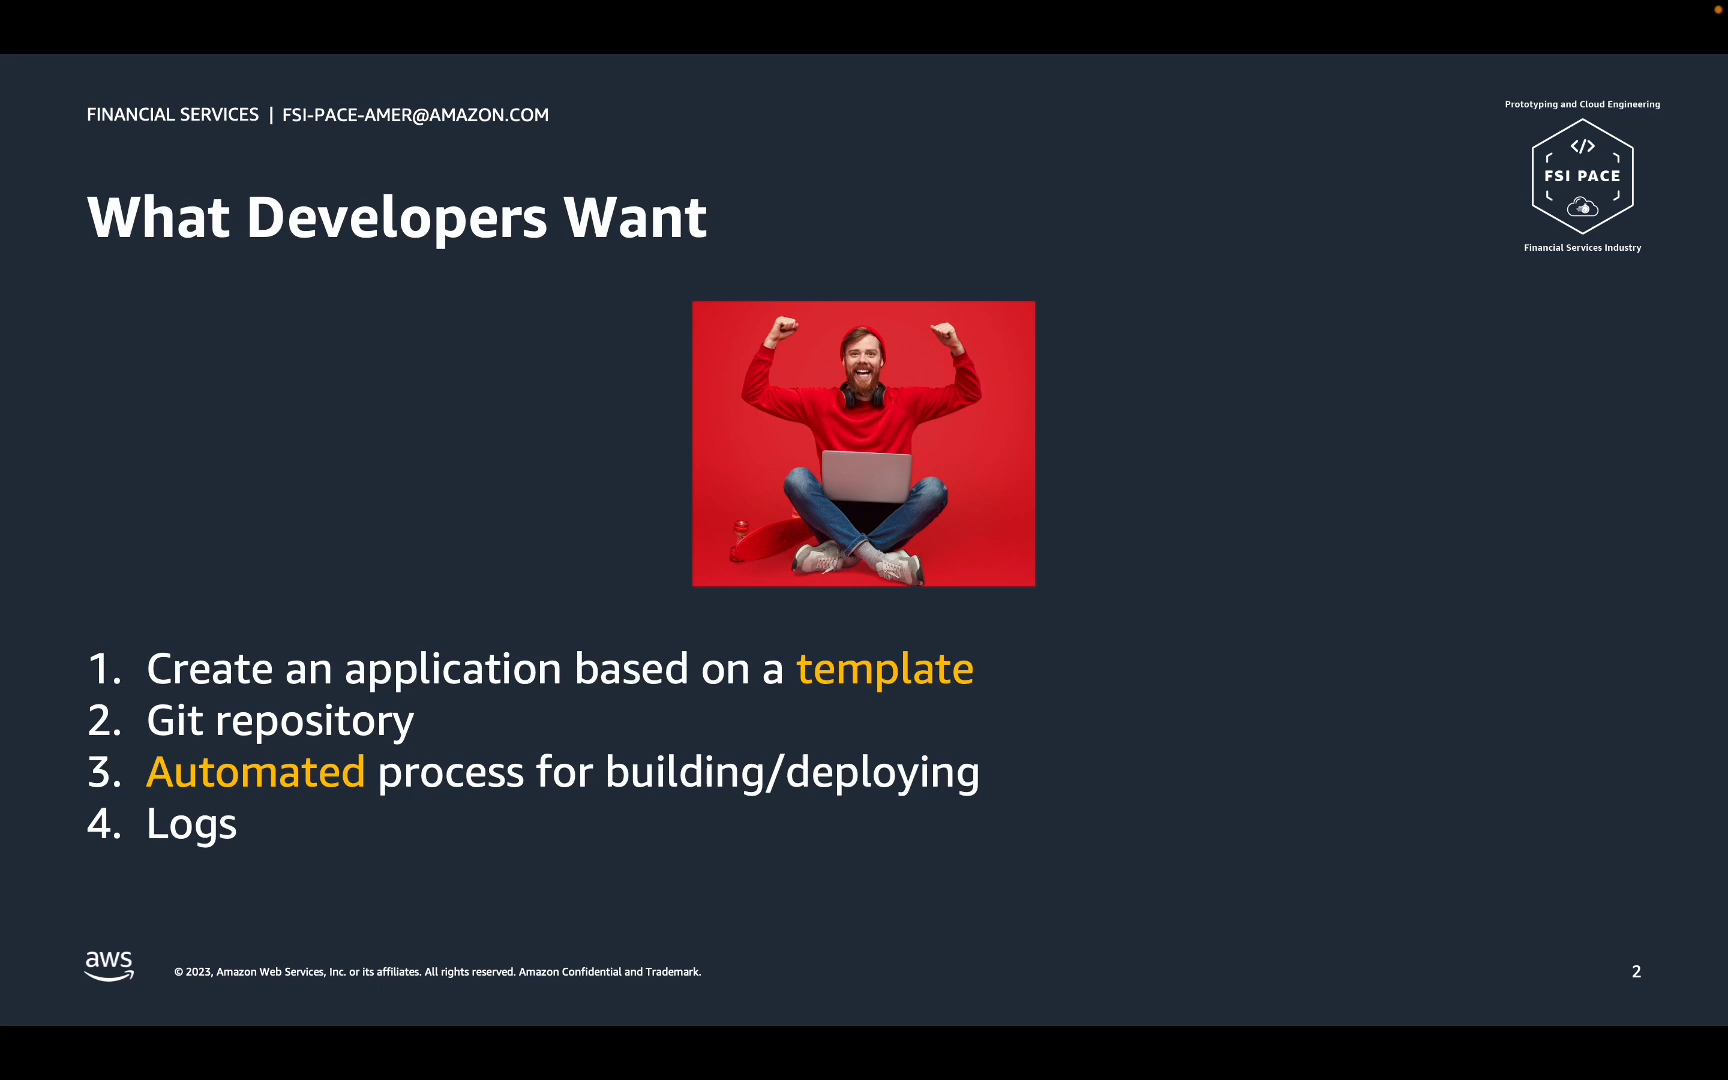 FINANCIAL SERVICES | FSI-PACE-AMER@AMAZON.COM
Prototyping and Cloud Engineering
</>
FSI PACE
Financial Services Industry
What Developers Want
1. Create an application based on a template
2. Git repository
3. Automated process for building/deploying
4. Logs
aws
© 2023, Amazon Web Services, Inc. or its affiliates. All rights reserved. Amazon Confidential and Trademark.
2